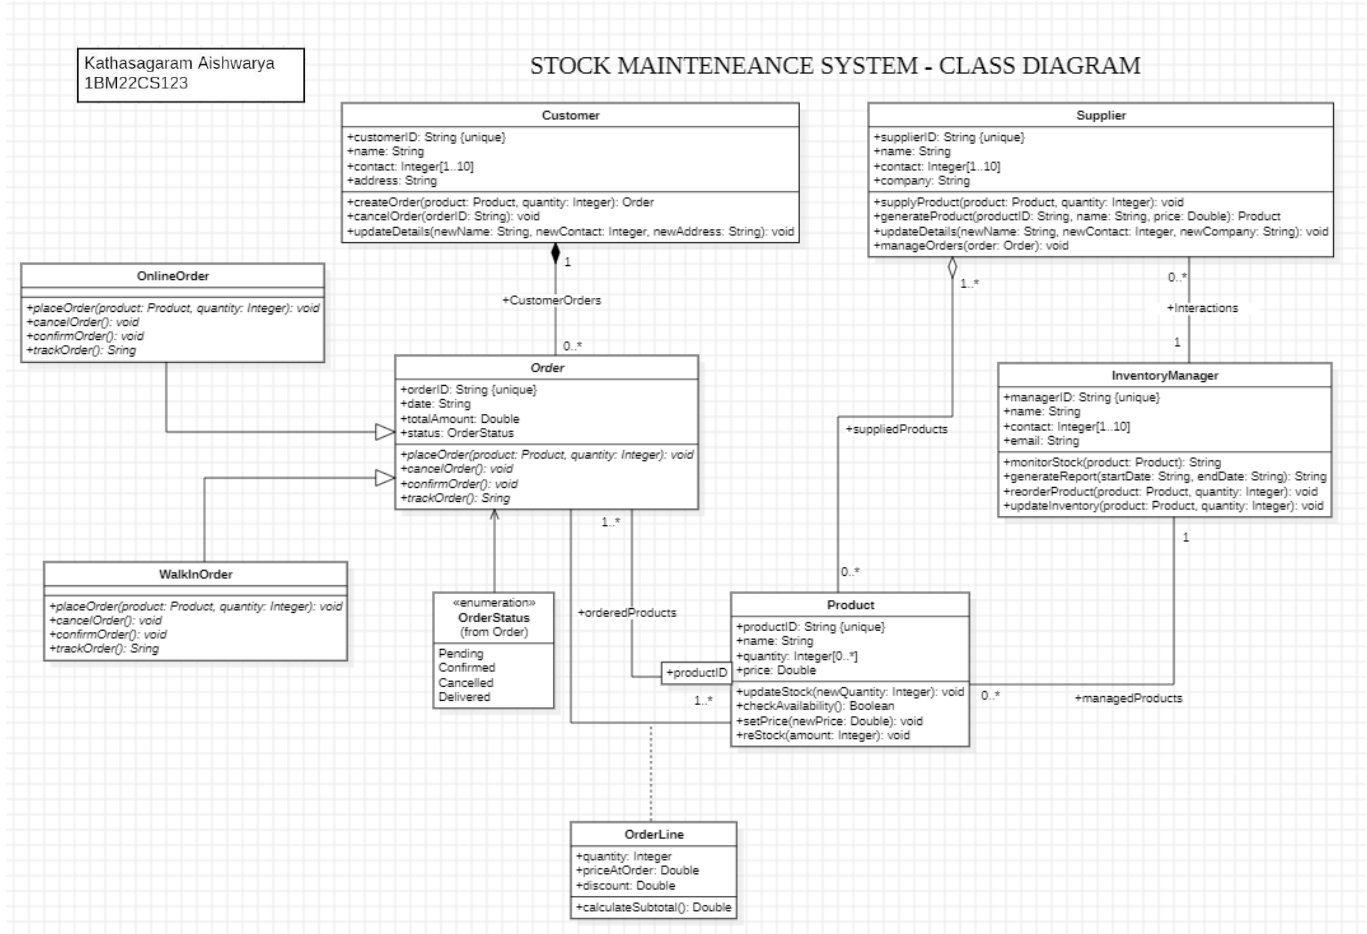 Kathasagaram Aishwarya
1BM22CS123
STOCK MAINTENEANCE SYSTEM - CLASS DIAGRAM
Customer
+customerID: String {unique}
+name: String
+contact: Integer[1..10]
+address: String
+createOrder(product: Product, quantity: Integer): Order
+cancelOrder(orderID: String): void
+updateDetails(newName: String, newContact: Integer, newAddress: String): void
Supplier
+supplierID: String {unique}
+name: String
+contact: Integer[1..10]
+company: String
+supplyProduct(product: Product, quantity: Integer): void
+generateProduct(productID: String, name: String, price: Double): Product
+updateDetails(newName: String, newContact: Integer, newCompany: String): void
+manageOrders(order: Order): void
1
+CustomerOrders
0..*
1..*
0..*
+Interactions
1
OnlineOrder
+placeOrder(product: Product, quantity: Integer): void
+cancelOrder(): void
+confirmOrder(): void
+trackOrder(): Sring
Order
+orderID: String {unique}
+date: String
+totalAmount: Double
+status: OrderStatus
+placeOrder(product: Product, quantity: Integer): void
+cancelOrder(): void
+confirmOrder(): void
+trackOrder(): Sring
+suppliedProducts
InventoryManager
+managerID: String {unique}
+name: String
+contact: Integer[1..10]
+email: String
+monitorStock(product: Product): String
+generateReport(startDate: String, endDate: String): String
+reorderProduct(product: Product, quantity: Integer): void
+updateInventory(product: Product, quantity: Integer): void
1..*
1
0..*
WalkInOrder
+placeOrder(product: Product, quantity: Integer): void
+cancelOrder(): void
+confirmOrder(): void
+trackOrder(): Sring
«enumeration»
OrderStatus
(from Order)
Pending
Confirmed
Cancelled
Delivered
+orderedProducts
+productID
1..*
Product
+productID: String {unique}
+name: String
+quantity: Integer[0..*]
+price: Double
+updateStock(newQuantity: Integer): void
+checkAvailability(): Boolean
+setPrice(newPrice: Double): void
+reStock(amount: Integer): void
0..*
+managedProducts
OrderLine
+quantity: Integer
+priceAtOrder: Double
+discount: Double
+calculateSubtotal(): Double